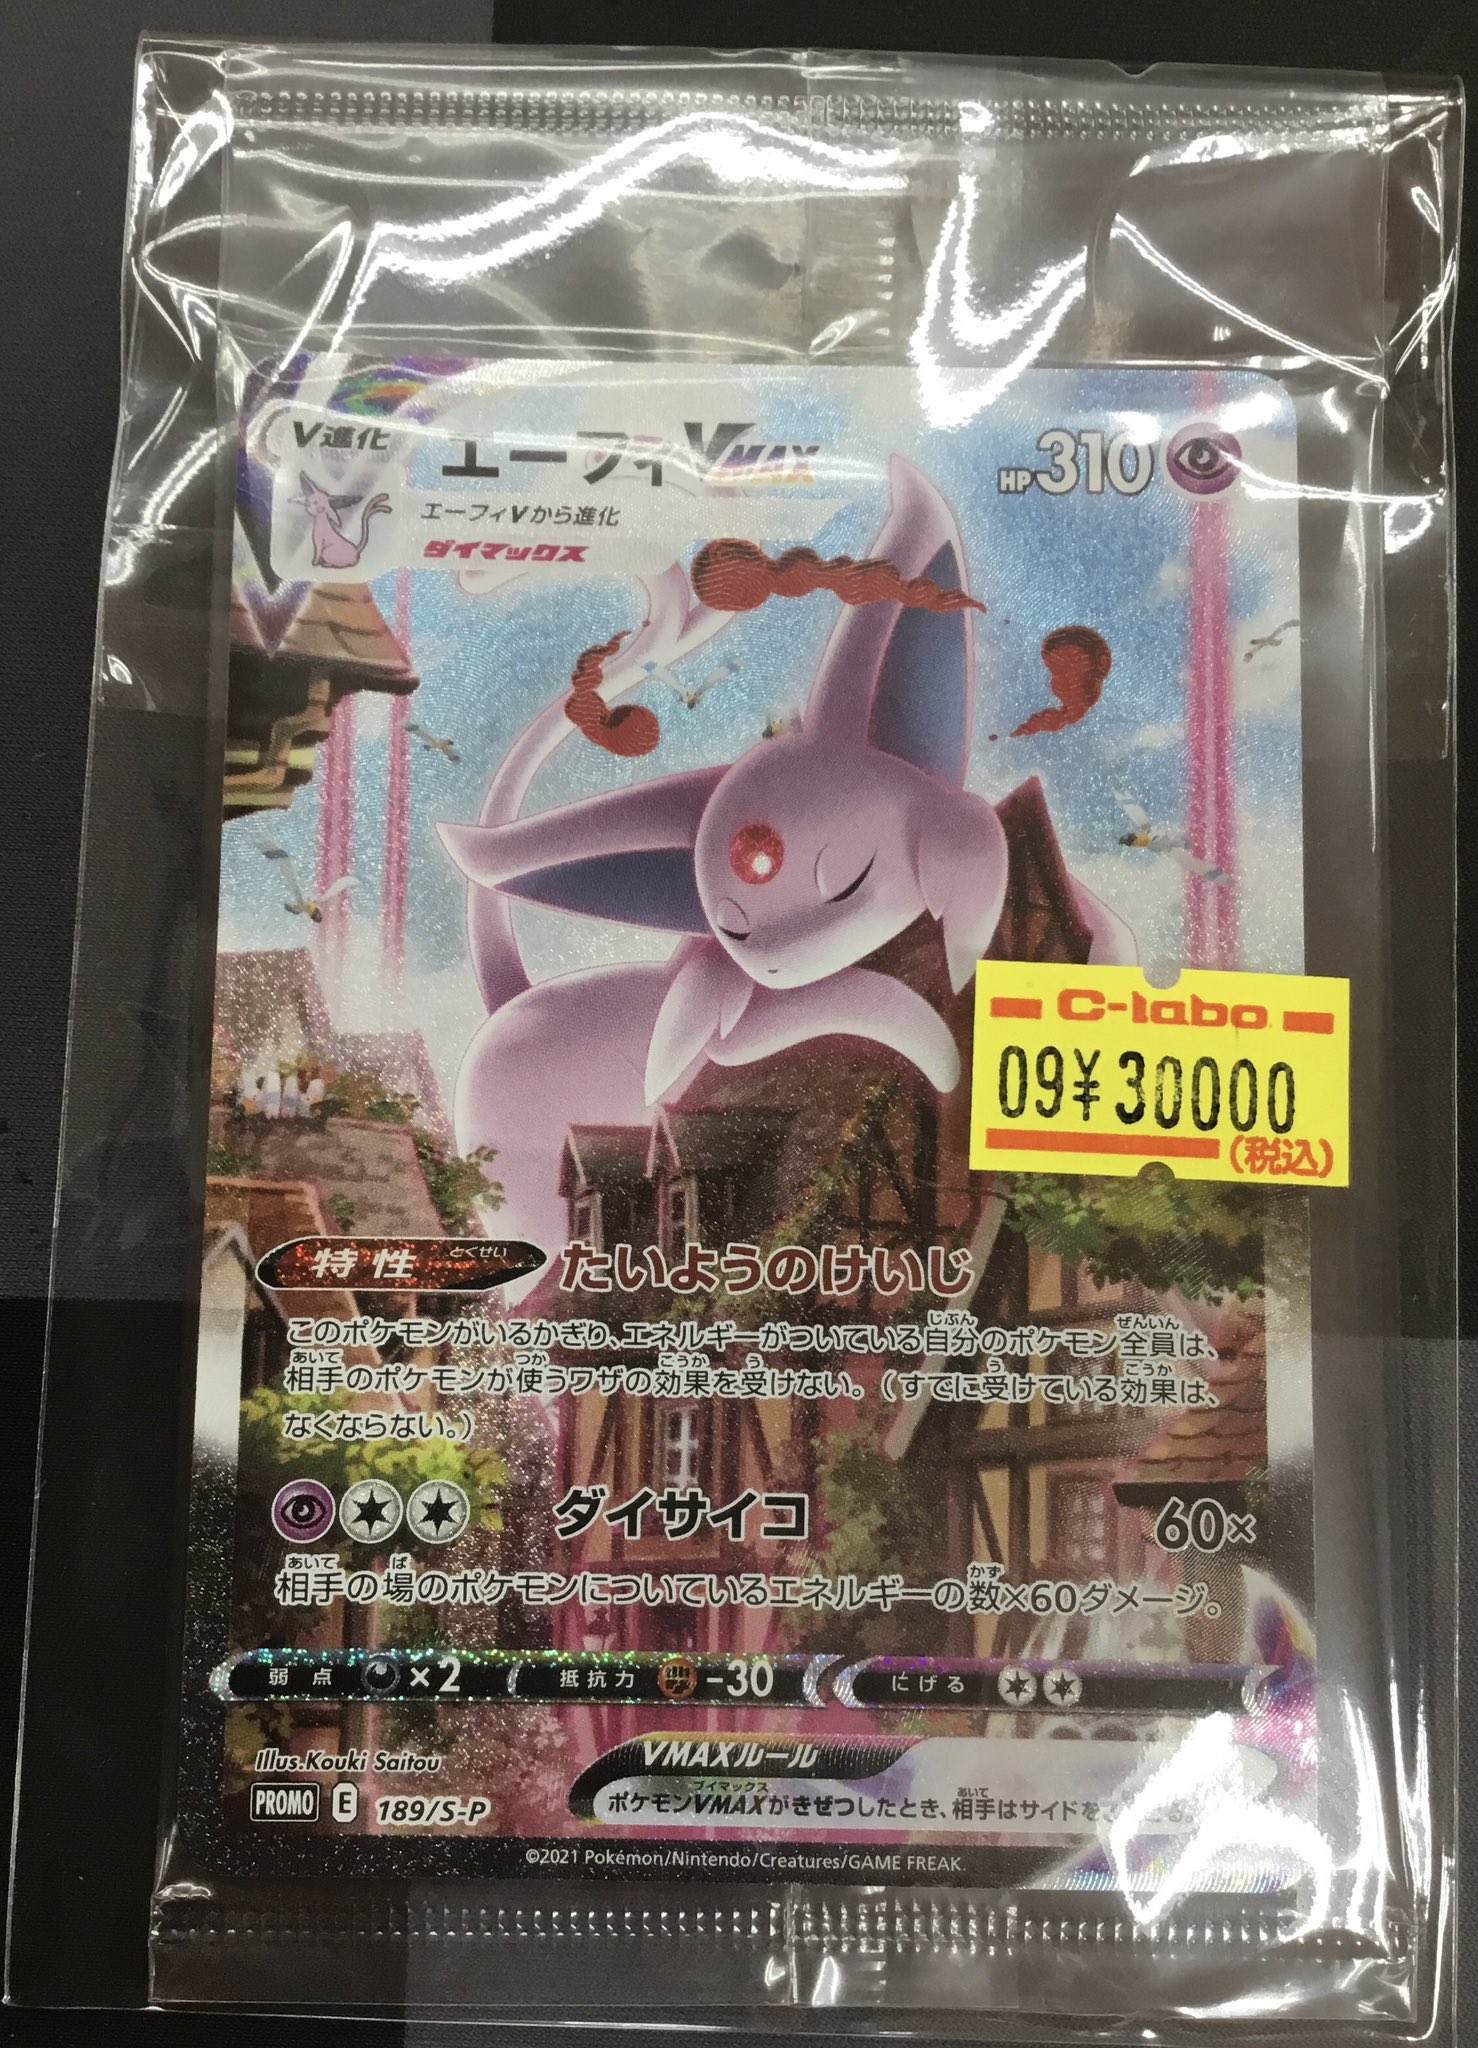 V進化
エーフィVMAX
HP310
エーフィVから進化
ダイマックス
C-labo
09¥30000
(税込)
特性 とくせい たいようのけいじ
このポケモンがいるかぎり、エネルギーがついている自分のポケモン全員は、
相手のポケモンが使うワザの効果を受けない。(すでに受けている効果は、
なくならない。)
ダイサイコ 60×
相手の場のポケモンについているエネルギーの数×60ダメージ。
弱点 ×2 抵抗力 -30 にげる
Illus.Kouki Saitou
VMAXルール
PROMO E 189/S-P
ポケモンVMAXがきぜつしたとき、相手はサイドを
©2021 Pokémon/Nintendo/Creatures/GAME FREAK.